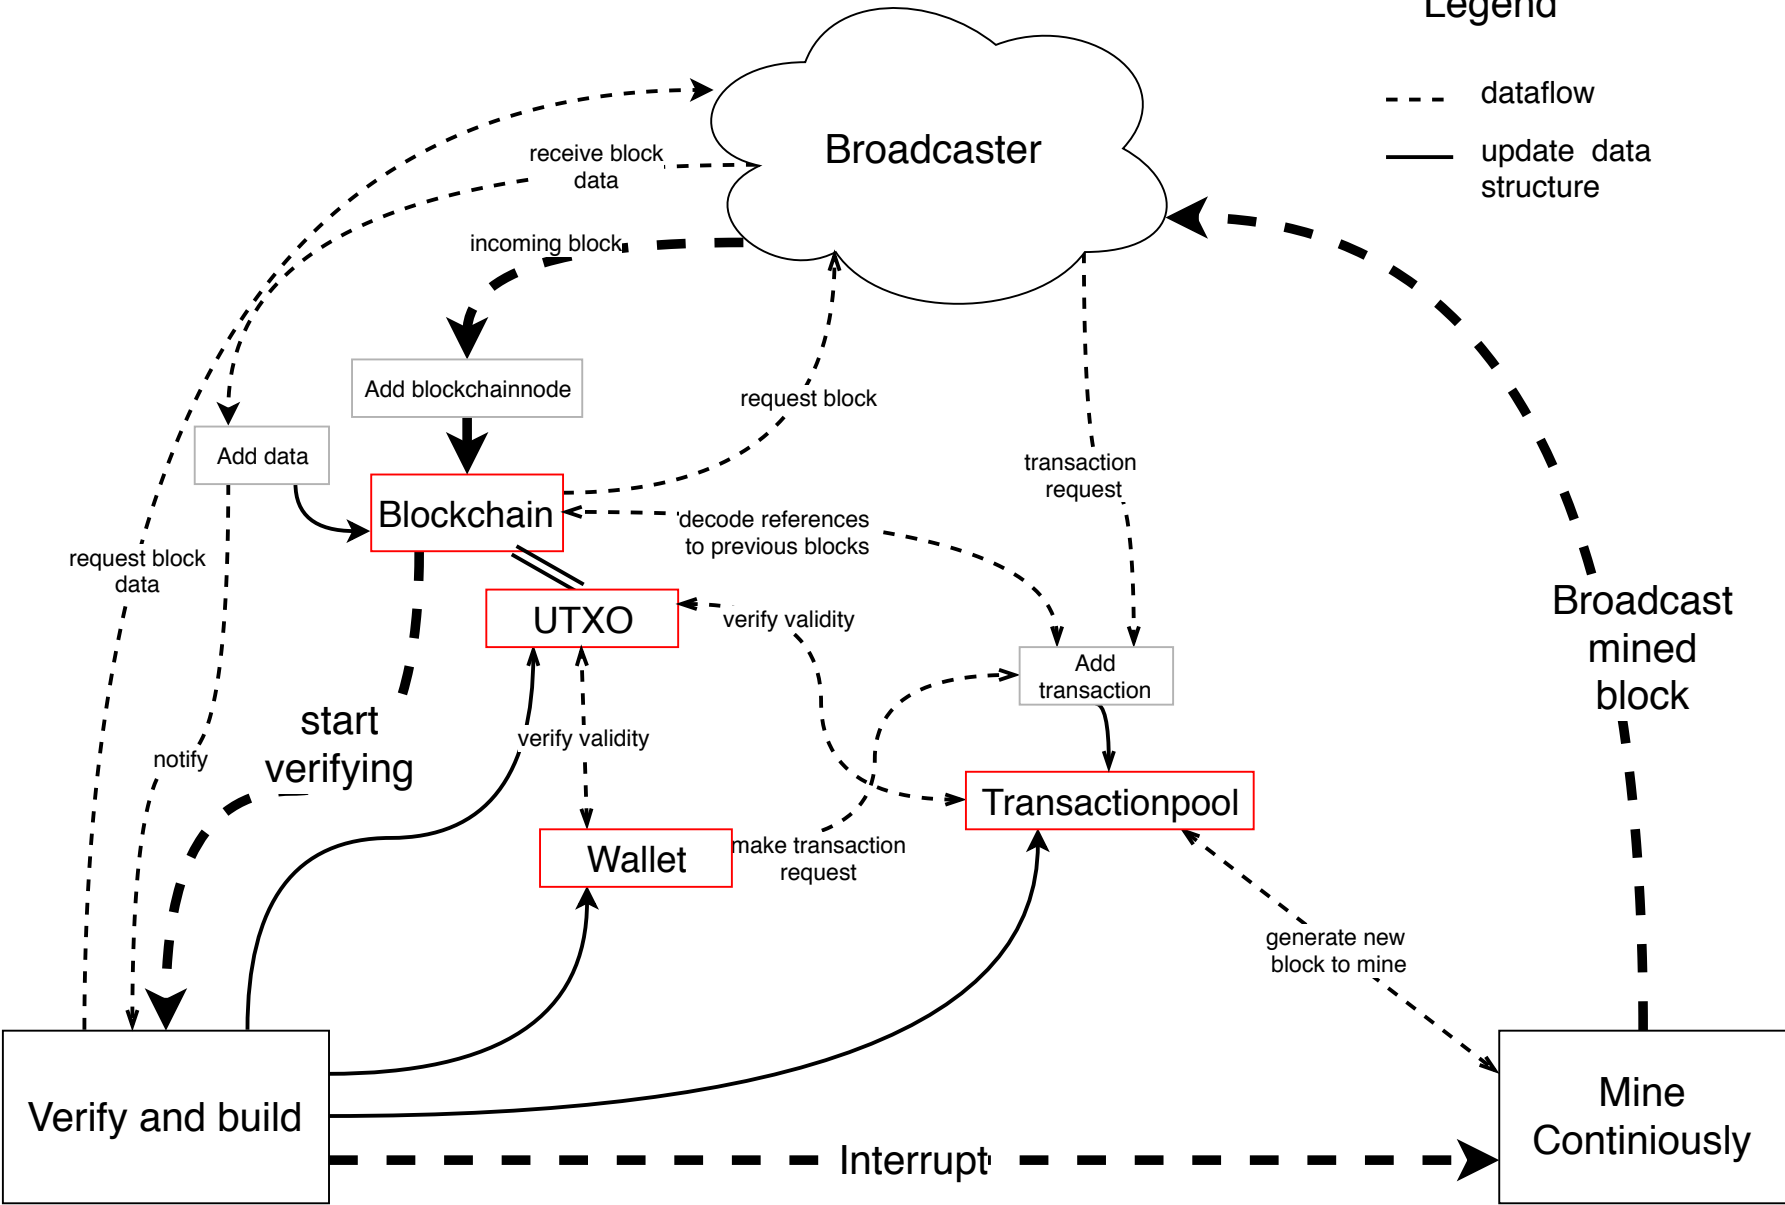 Legend
dataflow
update data
structure
Broadcaster
receive block
data
incoming block
Add blockchainnode
request block
Add data
transaction
request
Blockchain
decode references
to previous blocks
request block
data
UTXO
verify validity
Add
transaction
Broadcast
mined
block
start
verifying
notify
verify validity
Transactionpool
Wallet
make transaction
request
generate new
block to mine
Verify and build
Interrupt
Mine
Continiously